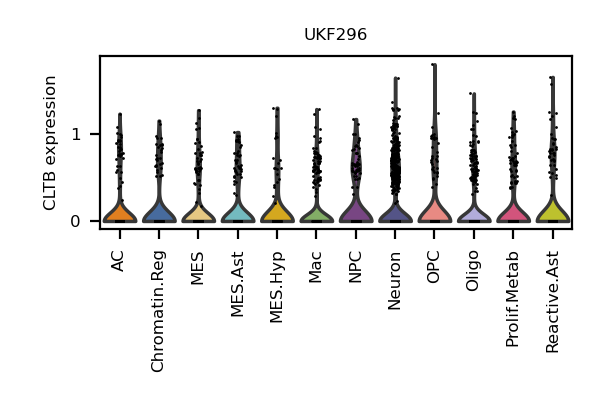 UKF296
CLTB expression
1
0
AC
Chromatin.Reg
MES
MES.Ast
MES.Hyp
Mac
NPC
Neuron
OPC
Oligo
Prolif.Metab
Reactive.Ast